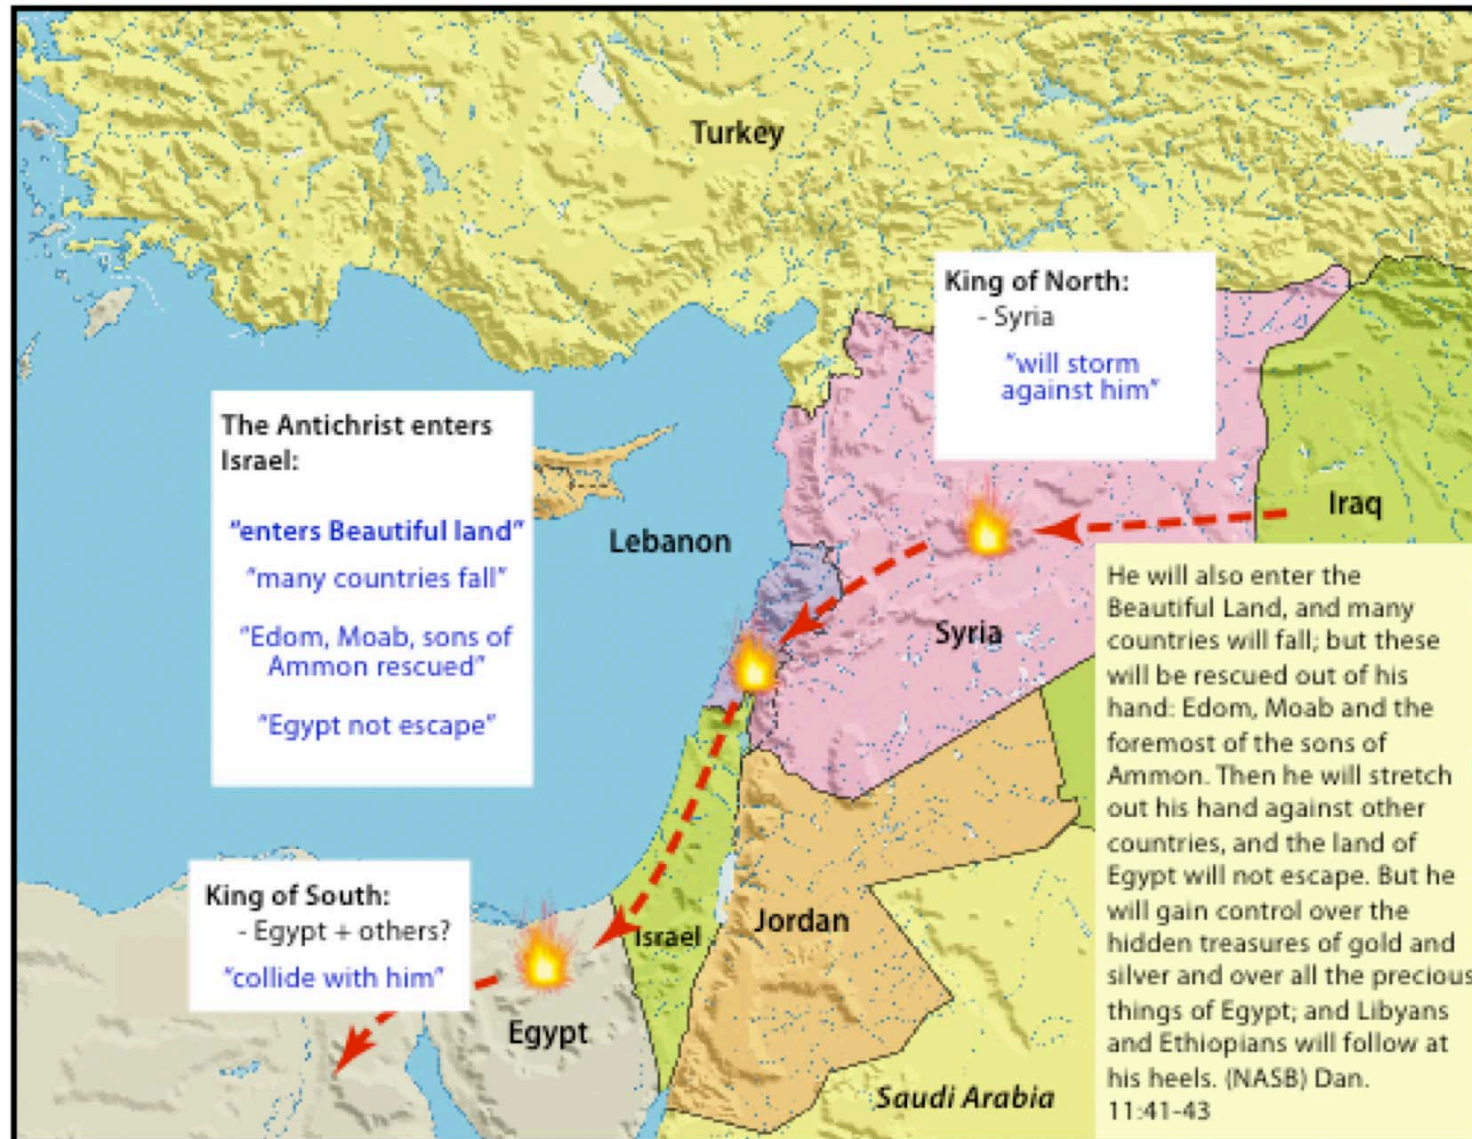 Turkey
King of North:
- Syria
"will storm
against him"
The Antichrist enters
Israel:
"enters Beautiful land"
"many countries fall"
"Edom, Moab, sons of
Ammon rescued"
"Egypt not escape"
Lebanon
Iraq
Syria
He will also enter the
Beautiful Land, and many
countries will fall; but these
will be rescued out of his
hand: Edom, Moab and the
foremost of the sons of
Ammon. Then he will stretch
out his hand against other
countries, and the land of
Egypt will not escape. But he
will gain control over the
hidden treasures of gold and
silver and over all the precious
things of Egypt; and Libyans
and Ethiopians will follow at
his heels. (NASB) Dan.
11:41-43
King of South:
- Egypt + others?
"collide with him"
Israel
Jordan
Egypt
Saudi Arabia